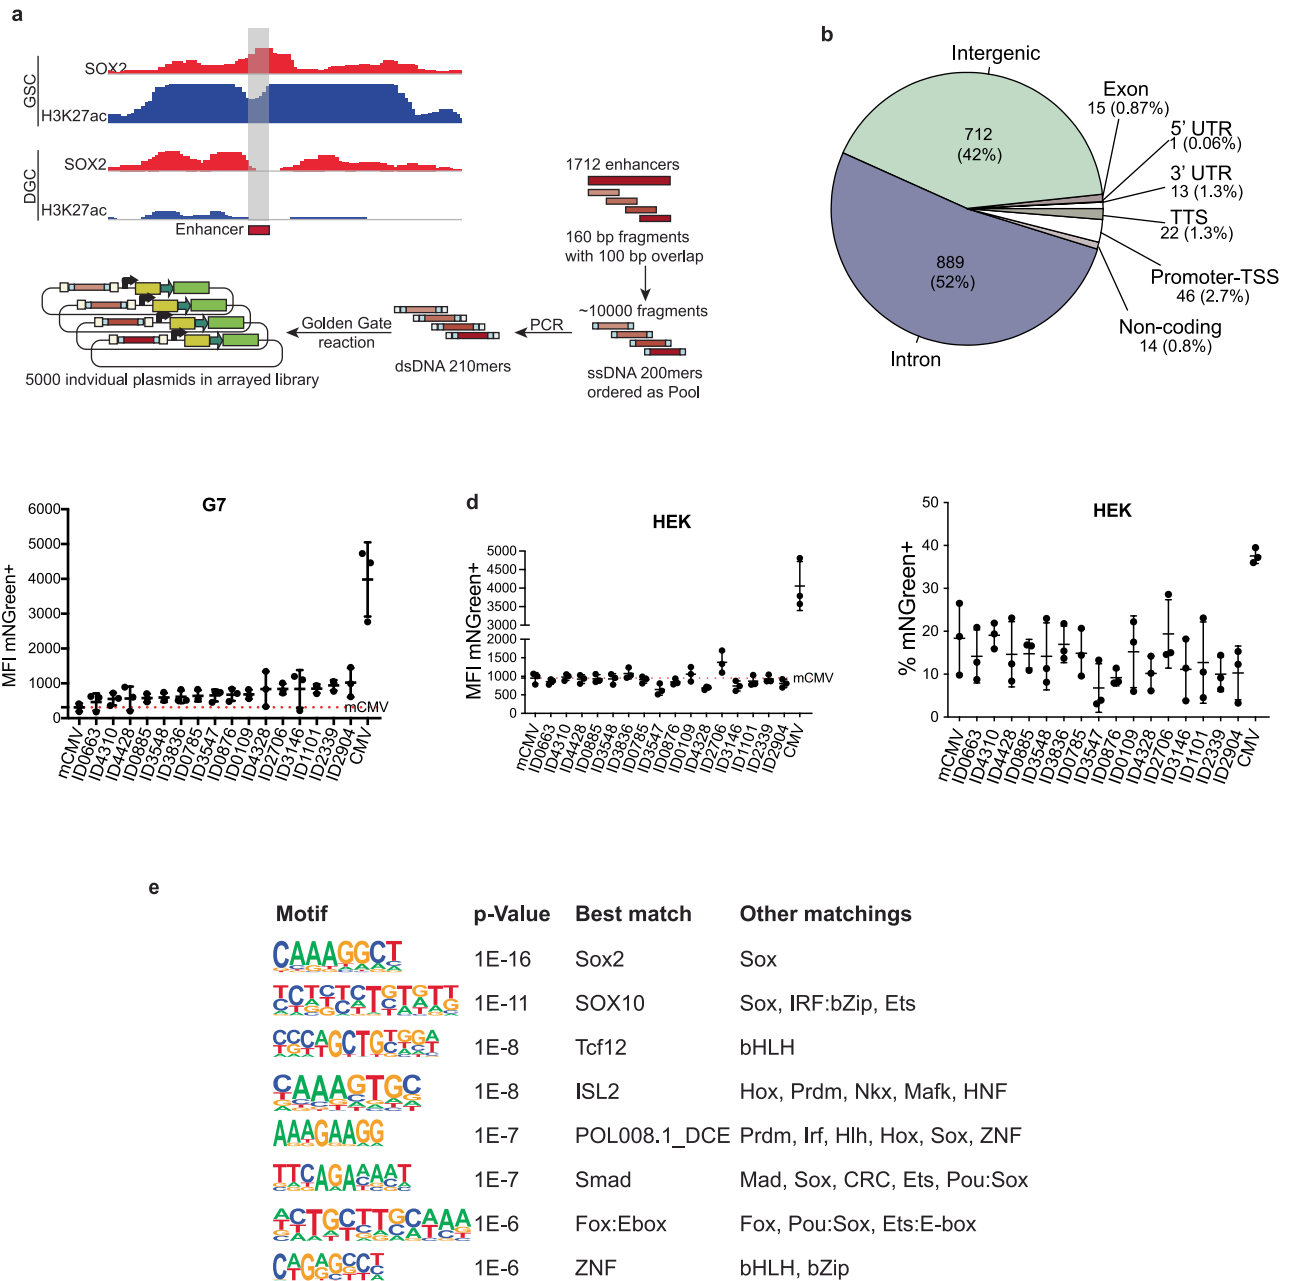 a
GSC
SOX2
H3K27ac
DGC
SOX2
H3K27ac
Enhancer
1712 enhancers
160 bp fragments
with 100 bp overlap
~10000 fragments
ssDNA 200mers
ordered as Pool
PCR
dsDNA 210mers
Golden Gate
reaction
5000 indvidual plasmids in arrayed library
b
Intergenic
712
(42%)
Exon
15 (0.87%)
5' UTR
1 (0.06%)
3' UTR
13 (1.3%)
TTS
22 (1.3%)
Promoter-TSS
46 (2.7%)
Non-coding
14 (0.8%)
889
(52%)
Intron
G7
MFI mNGreen+
6000
5000
4000
3000
2000
1000
0
mCMV
mCMV
ID0663
ID4310
ID4428
ID0885
ID3548
ID3836
ID0785
ID3547
ID0876
ID0109
ID4328
ID2706
ID3146
ID1101
ID2339
ID2904
CMV
d
HEK
MFI mNGreen+
5000
4500
4000
3500
3000
2000
1500
1000
500
0
mCMV
mCMV
ID0663
ID4310
ID4428
ID0885
ID3548
ID3836
ID0785
ID3547
ID0876
ID0109
ID4328
ID2706
ID3146
ID1101
ID2339
ID2904
CMV
HEK
% mNGreen+
50
40
30
20
10
0
mCMV
ID0663
ID4310
ID4428
ID0885
ID3548
ID3836
ID0785
ID3547
ID0876
ID0109
ID4328
ID2706
ID3146
ID1101
ID2339
ID2904
CMV
e
Motif p-Value Best match Other matchings
CAAAGGCT 1E-16 Sox2 Sox
TCTCTCTGTGTT 1E-11 SOX10 Sox, IRF:bZip, Ets
CCCAGCTGTGGA 1E-8 Tcf12 bHLH
CAAAGTGC 1E-8 ISL2 Hox, Prdm, Nkx, Mafk, HNF
AAAGAAGG 1E-7 POL008.1_DCE Prdm, Irf, Hlh, Hox, Sox, ZNF
TTCAGAAAAT 1E-7 Smad Mad, Sox, CRC, Ets, Pou:Sox
ACTGCTTGCAAA 1E-6 Fox:Ebox Fox, Pou:Sox, Ets:E-box
CAGAGCCT 1E-6 ZNF bHLH, bZip